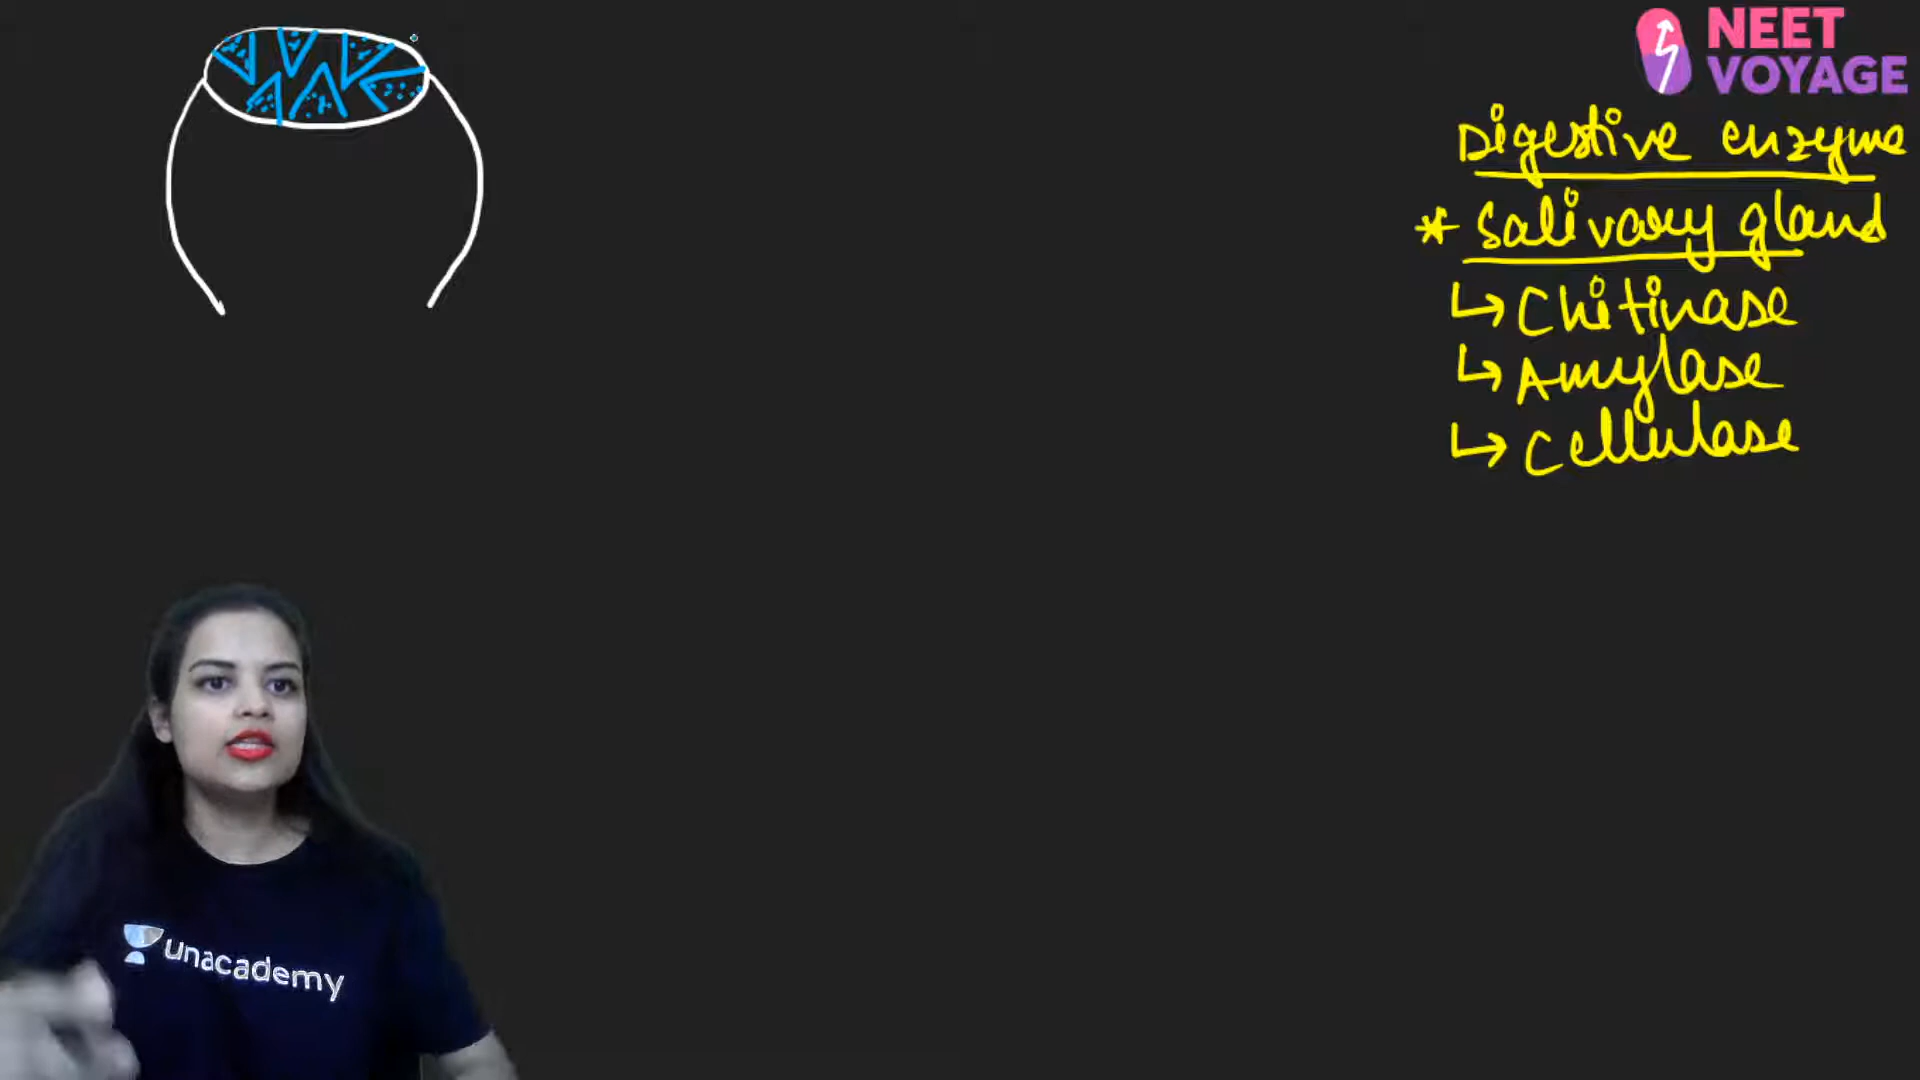 NEET
VOYAGE
Digestive enzyme
* Salivary gland
↳ Chitinase
↳ Amylase
↳ Cellulase
unacademy